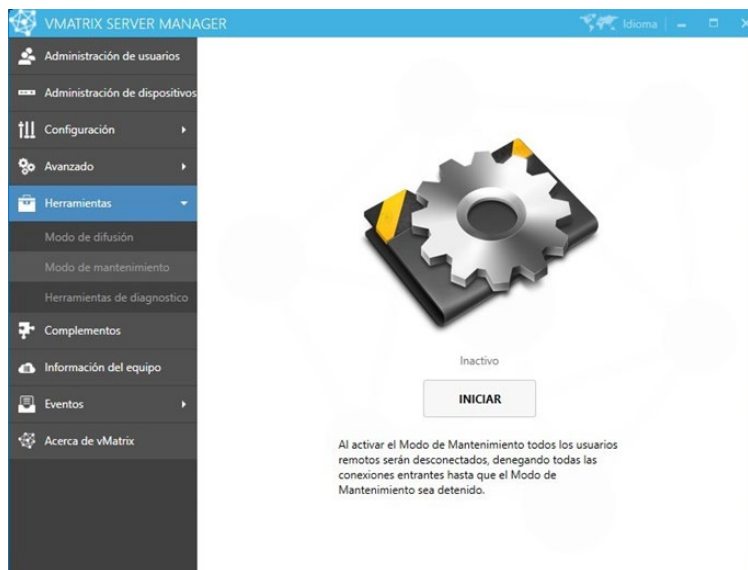 VMATRIX SERVER MANAGER
Idioma
Administración de usuarios
Administración de dispositivos
Configuración
Avanzado
Herramientas
Modo de difusión
Modo de mantenimiento
Herramientas de diagnostico
Complementos
Información del equipo
Eventos
Acerca de vMatrix
Inactivo
INICIAR
Al activar el Modo de Mantenimiento todos los usuarios
remotos serán desconectados, denegando todas las
conexiones entrantes hasta que el Modo de
Mantenimiento sea detenido.